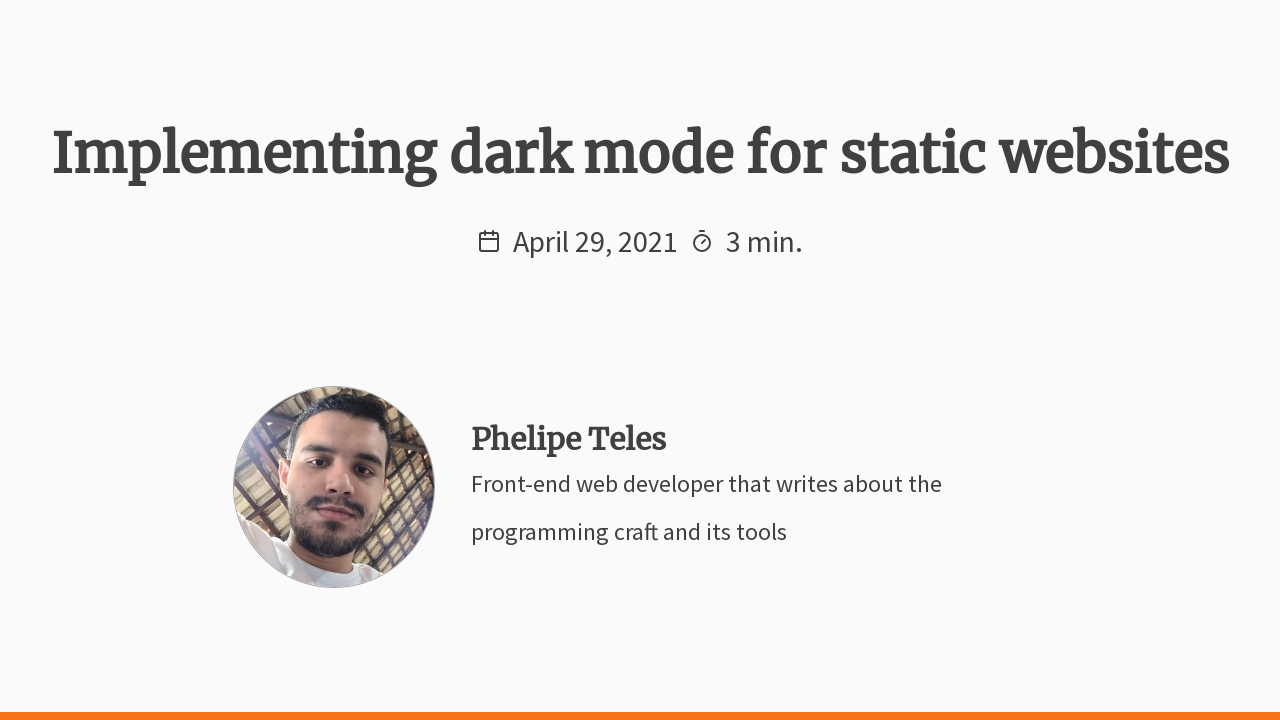 Implementing dark mode for static websites
April 29, 2021 3 min.
Phelipe Teles
Front-end web developer that writes about the
programming craft and its tools